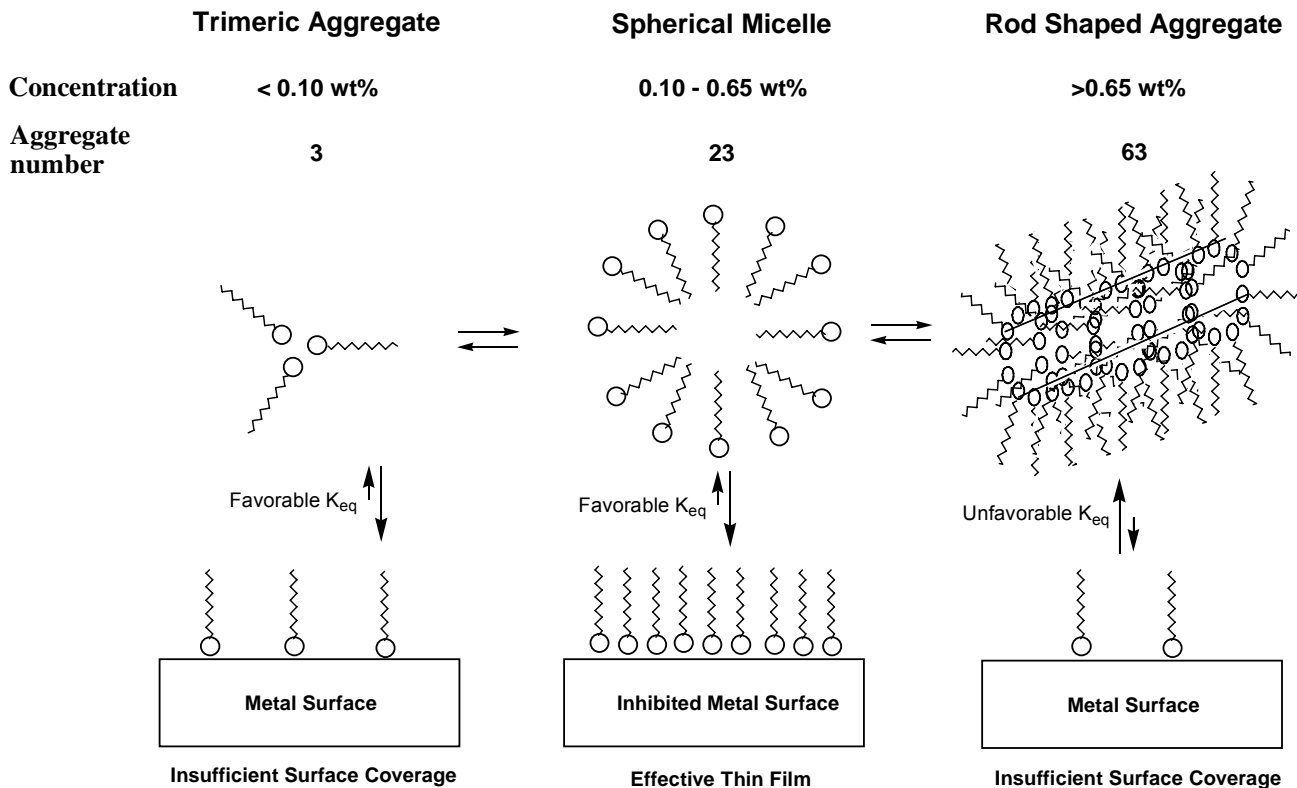 Trimeric Aggregate
Spherical Micelle
Rod Shaped Aggregate
Concentration
< 0.10 wt%
0.10 - 0.65 wt%
>0.65 wt%
Aggregate
number
3
23
63
Favorable Keq
Favorable Keq
Unfavorable Keq
Metal Surface
Inhibited Metal Surface
Metal Surface
Insufficient Surface Coverage
Effective Thin Film
Insufficient Surface Coverage